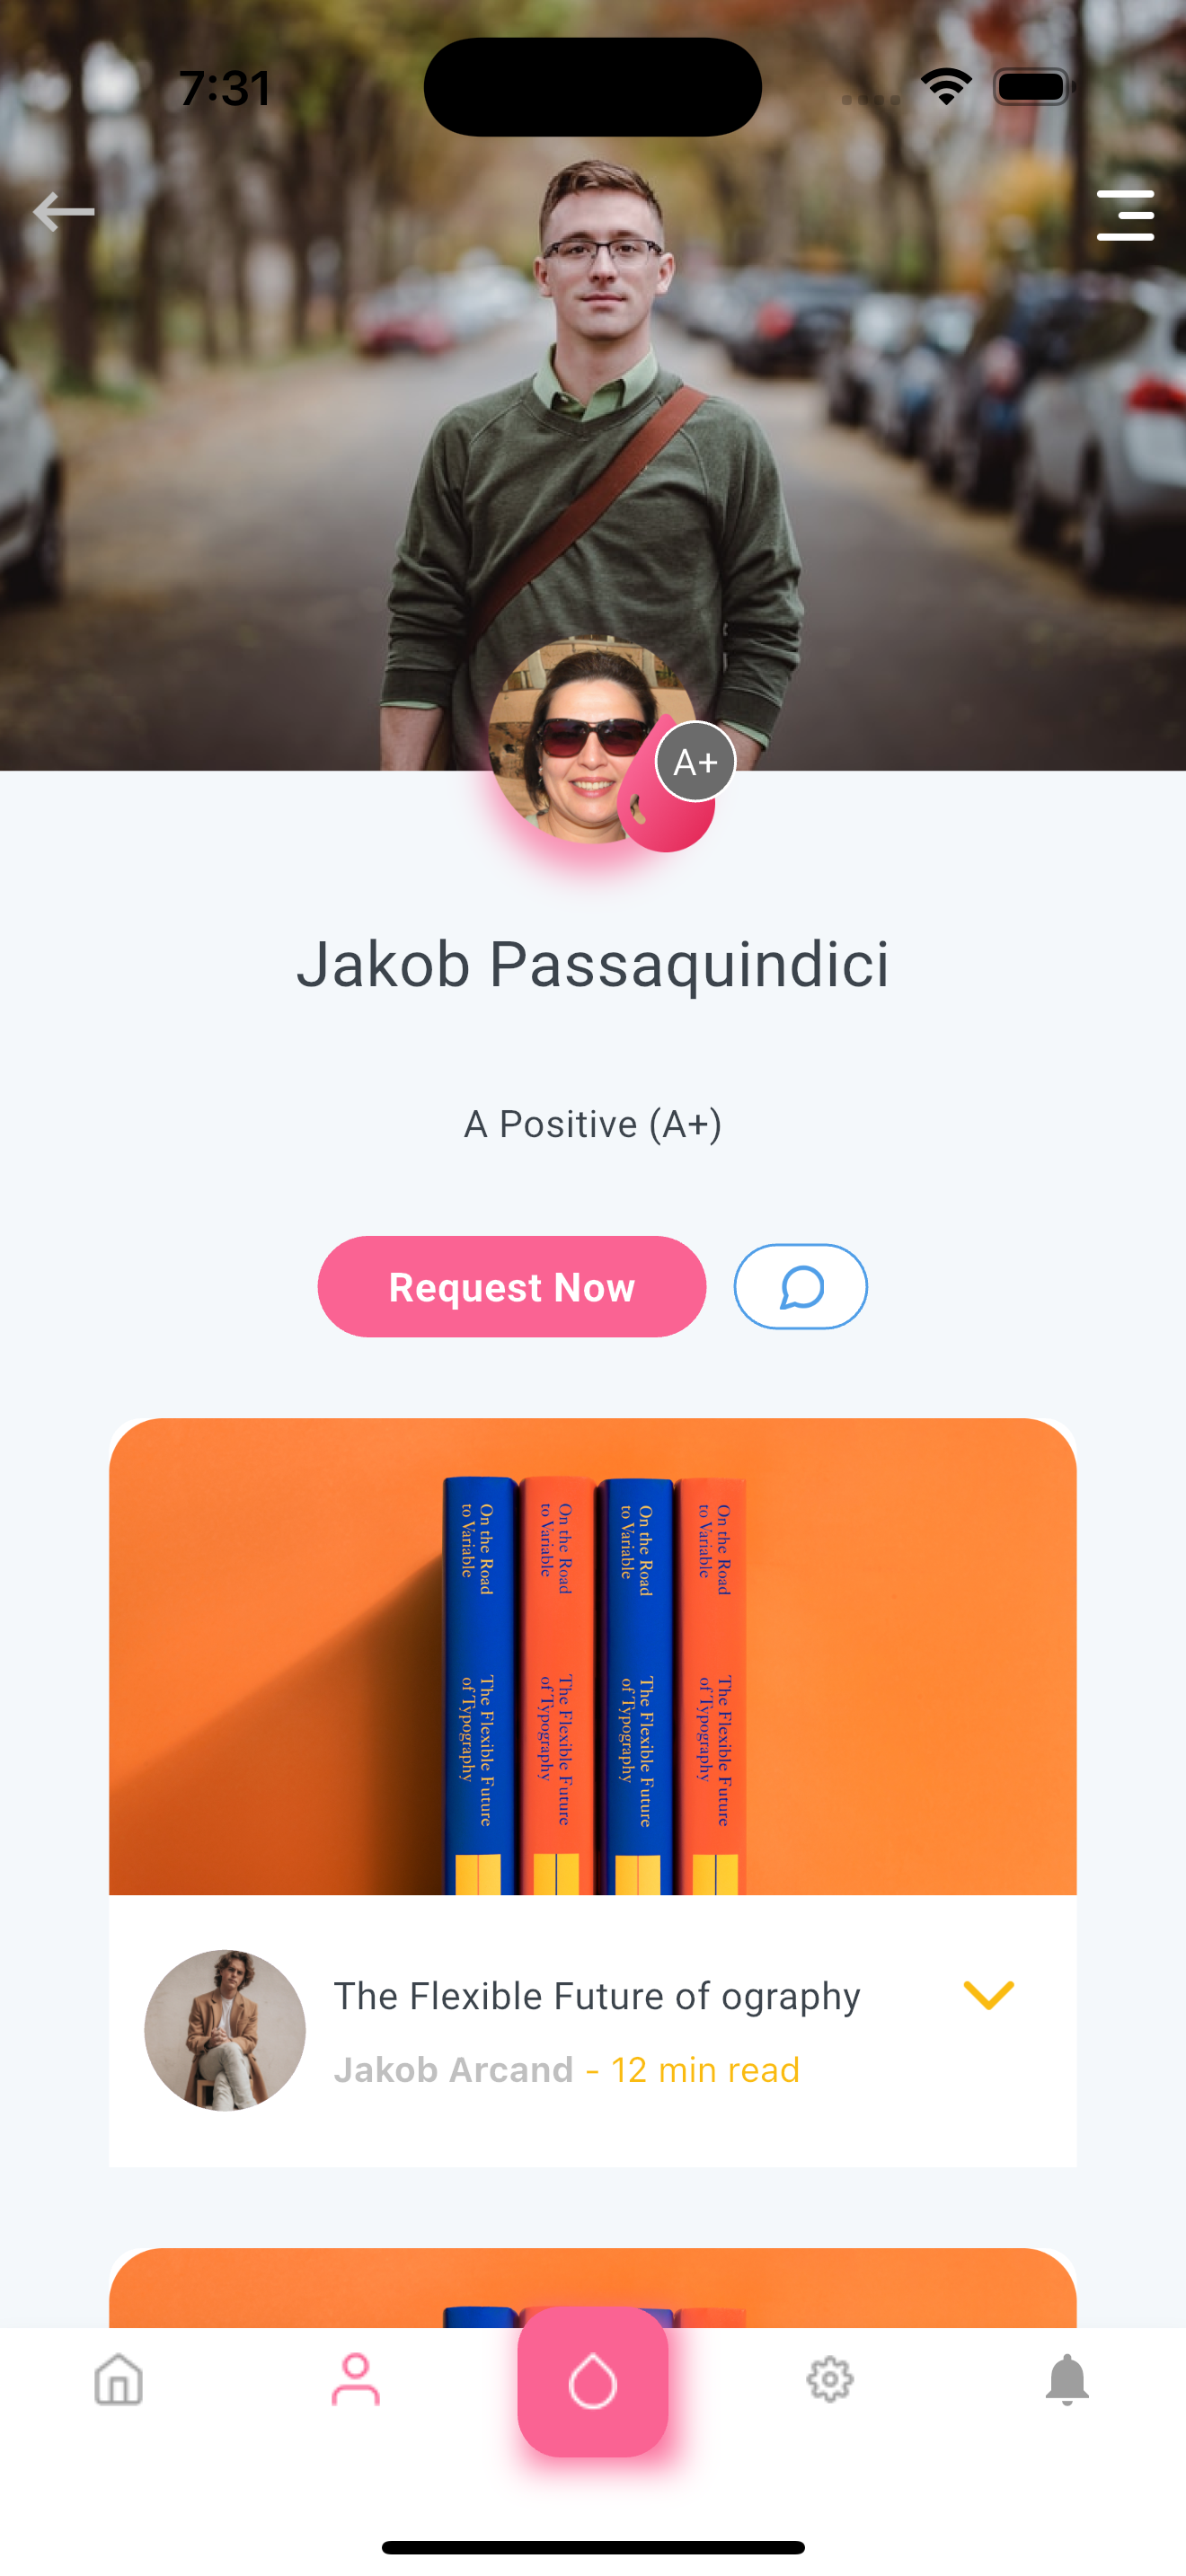 7:31
A+
Jakob Passaquindici
A Positive (A+)
Request Now
On the Road
to Variable
The Flexible Future
of Typography
On the Road
to Variable
The Flexible Future
of Typography
On the Road
to Variable
The Flexible Future
of Typography
On the Road
to Variable
The Flexible Future
of Typography
The Flexible Future of ography
Jakob Arcand - 12 min read